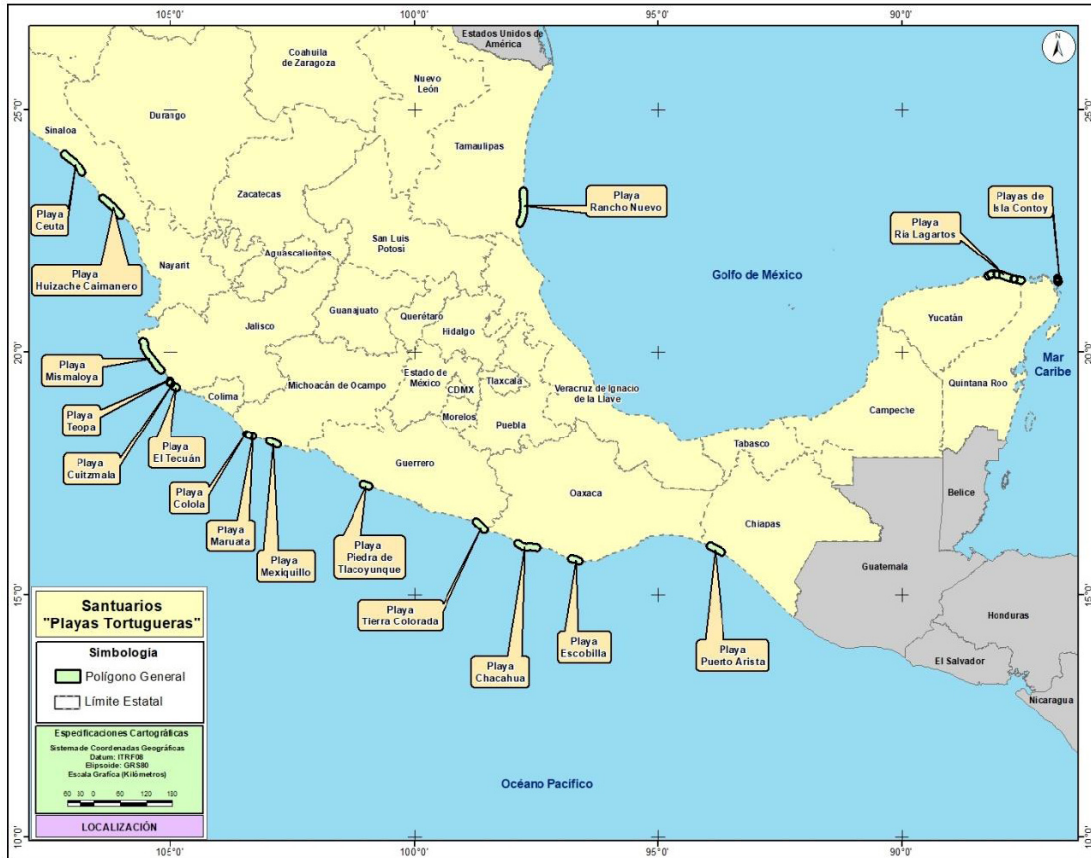 105°0'
100°0'
95°0'
90°0'
Estados Unidos de
América
N
Coahuila
de Zaragoza
Nuevo
León
25°0'
25°0'
Durango
Sinaloa
Tamaulipas
Zacatecas
Playa
Rancho Nuevo
Playas de
Isla Contoy
Playa
Ría Lagartos
Playa
Ceuta
San Luis
Potosí
Aguascalientes
Nayarit
Playa
Huizache Caimanero
Golfo de México
Guanajuato
Querétaro
Hidalgo
Yucatán
Jalisco
20°0'
20°0'
Mar
Caribe
Playa
Mismaloya
Michoacán de Ocampo
Estado de
México
Tlaxcala
CDMX
Veracruz de Ignacio
de la Llave
Quintana Roo
Colima
Campeche
Playa
Teopa
Morelos
Puebla
Playa
El Tecuán
Playa
Cuitzmala
Tabasco
Guerrero
Playa
Colola
Oaxaca
Belice
Playa
Maruata
Chiapas
Playa
Mexiquillo
Playa
Piedra de
Tlacoyunque
Guatemala
15°0'
15°0'
Playa
Tierra Colorada
Honduras
Playa
Escobilla
Playa
Puerto Arista
El Salvador
Playa
Chacahua
Nicaragua
Santuarios
"Playas Tortugueras"
Simbología
Polígono General
Límite Estatal
Especificaciones Cartográficas
Sistema de Coordenadas Geográficas
Datum: ITRF08
Elipsoide: GRS80
Escala Grafíca (Kilómetros)
60 30 0 60 120 180
LOCALIZACIÓN
Océano Pacífico
10°0'
10°0'
105°0'
100°0'
95°0'
90°0'